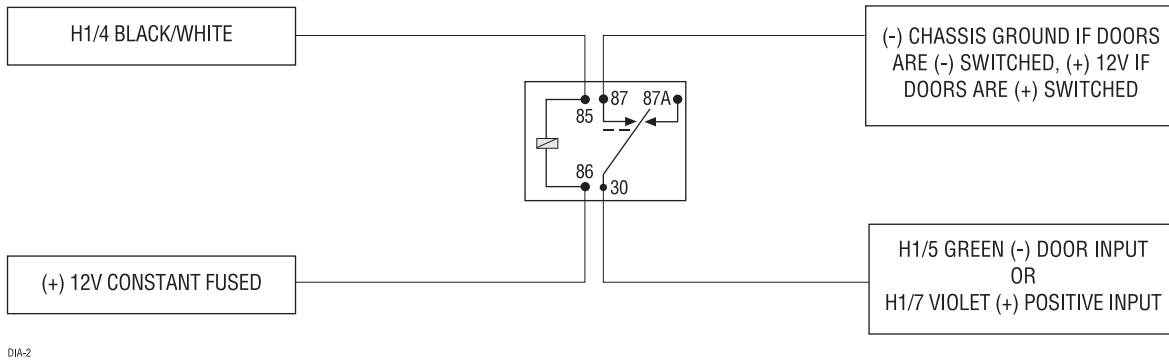 H1/4 BLACK/WHITE
(-) CHASSIS GROUND IF DOORS
ARE (-) SWITCHED, (+) 12V IF
DOORS ARE (+) SWITCHED
87
87A
85
86
30
(+) 12V CONSTANT FUSED
H1/5 GREEN (-) DOOR INPUT
OR
H1/7 VIOLET (+) POSITIVE INPUT
DIA-2